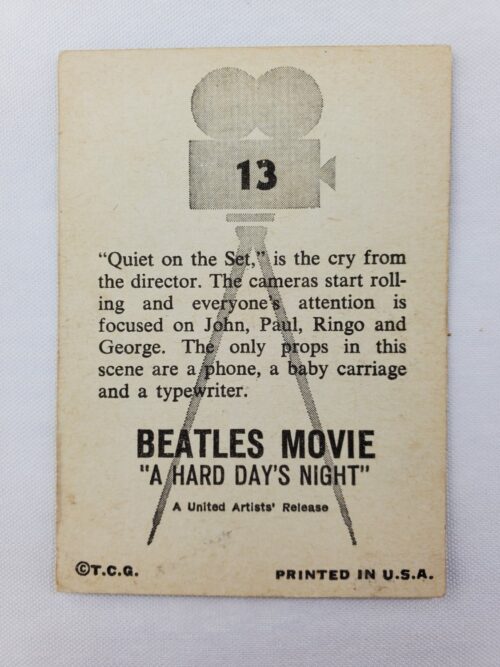 13
“Quiet on the Set,” is the cry from
the director. The cameras start roll-
ing and everyone's attention is
focused on John, Paul, Ringo and
George. The only props in this
scene are a phone, a baby carriage
and a typewriter.
BEATLES MOVIE
"A HARD DAY'S NIGHT"
A United Artists' Release
©T.C.G.
PRINTED IN U.S.A.